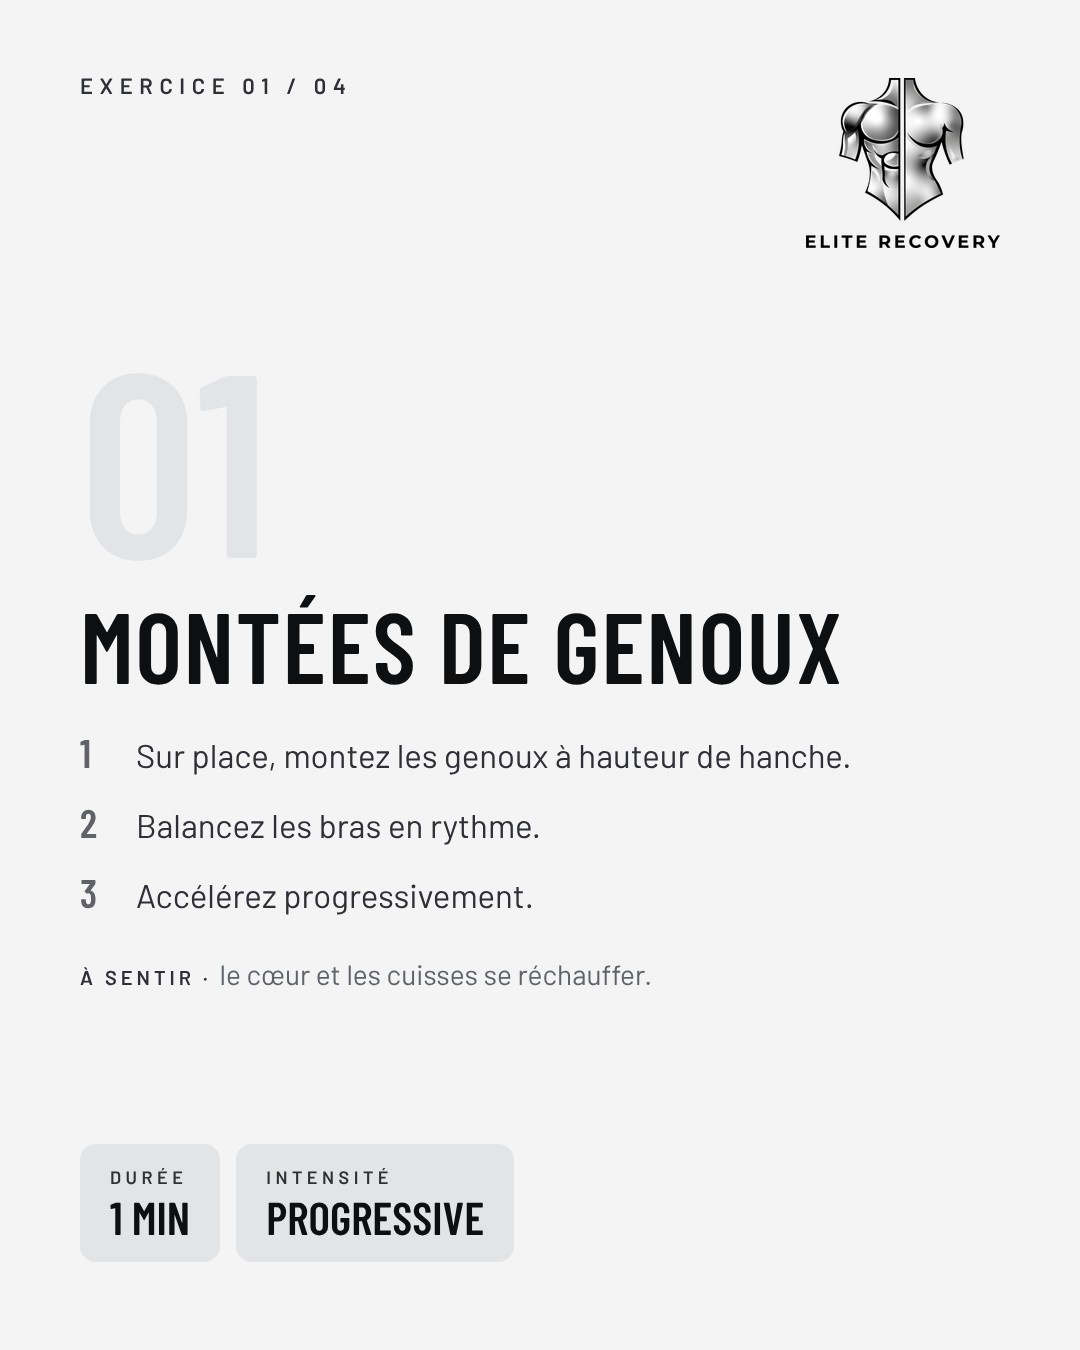 EXERCICE 01 / 04
ELITE RECOVERY
01
MONTÉES DE GENOUX
1 Sur place, montez les genoux à hauteur de hanche.
2 Balancez les bras en rythme.
3 Accélérez progressivement.
À SENTIR · le cœur et les cuisses se réchauffer.
DURÉE
1 MIN
INTENSITÉ
PROGRESSIVE